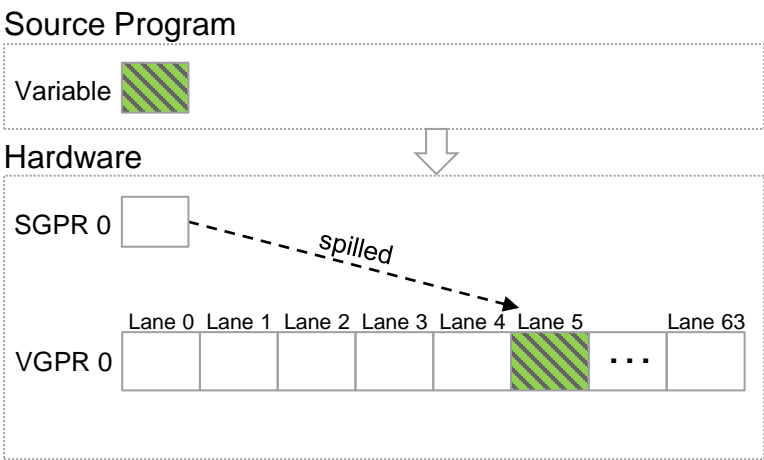 Source Program
Variable
Hardware
SGPR 0
spilled
Lane 0 Lane 1 Lane 2 Lane 3 Lane 4 Lane 5 Lane 63
VGPR 0 ...